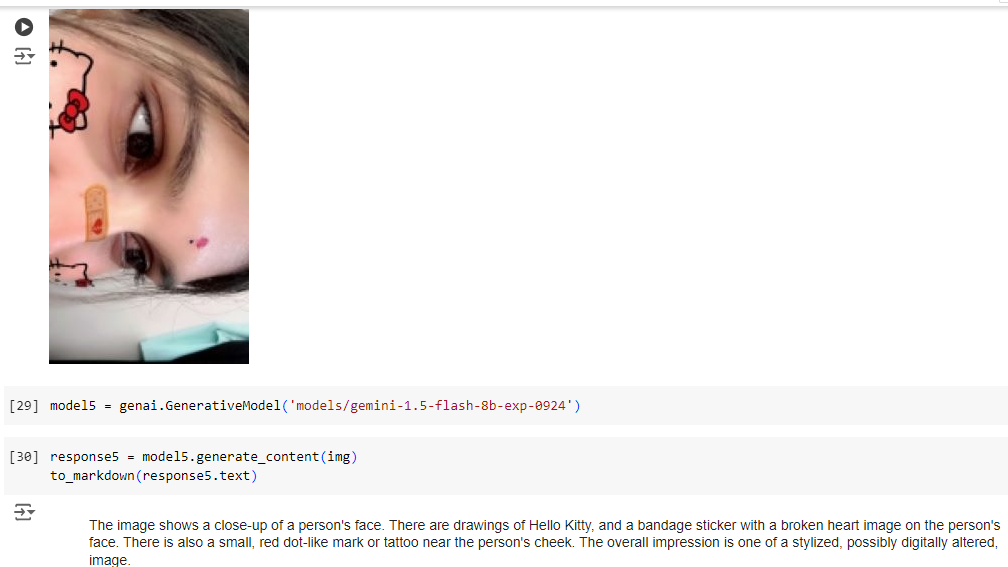 [29] model5 = genai.GenerativeModel('models/gemini-1.5-flash-8b-exp-0924')
[30] response5 = model5.generate_content(img)
to_markdown(response5.text)
The image shows a close-up of a person's face. There are drawings of Hello Kitty, and a bandage sticker with a broken heart image on the person's
face. There is also a small, red dot-like mark or tattoo near the person's cheek. The overall impression is one of a stylized, possibly digitally altered,
image.